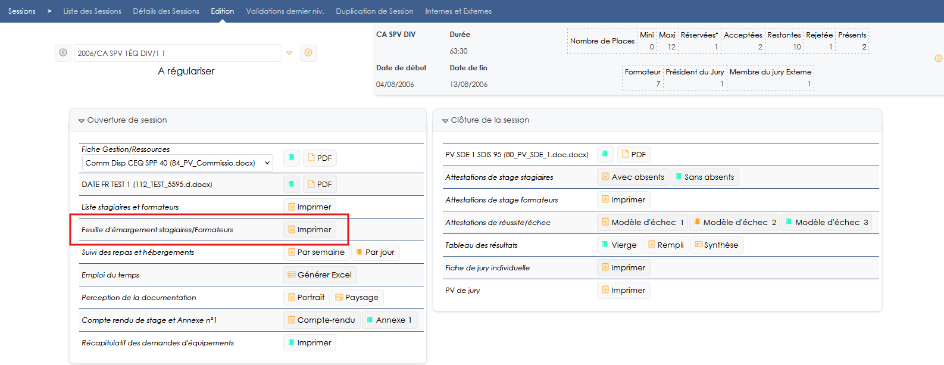 Sessions > Liste des Sessions Détails des Sessions Edition Validations dernier niv. Duplication de Session Internes et Externes
2006/CA SPV 1ÉQ DIV/1 1
A régulariser
CA SPV DIV Durée
63:30
Date de début Date de fin
04/08/2006 13/08/2006
Nombre de Places Mini Maxi Réservées* Acceptées Restantes Rejetée Présents
0 12 1 2 10 1 2
Formateur Président du Jury Membre du jury Externe
7 1 1
Ouverture de session
Fiche Gestion/Ressources
Comm Disp CEQ SPP 40 (84_PV_Commissio.docx) PDF
DATE FR TEST 1 (112_TEST_5595.d.docx) PDF
Liste stagiaires et formateurs Imprimer
Feuille d'émargement stagiaires/Formateurs Imprimer
Suivi des repas et hébergements Par semaine Par jour
Emploi du temps Générer Excel
Perception de la documentation Portrait Paysage
Compte rendu de stage et Annexe n°1 Compte-rendu Annexe 1
Récapitulatif des demandes d'équipements Imprimer
Clôture de la session
PV SDE 1 SDIS 95 (80_PV_SDE_1.doc.docx) PDF
Attestations de stage stagiaires Avec absents Sans absents
Attestations de stage formateurs Imprimer
Attestations de réussite/échec Modèle d'échec 1 Modèle d'échec 2 Modèle d'échec 3
Tableau des résultats Vierge Rempli Synthèse
Fiche de jury individuelle Imprimer
PV de jury Imprimer